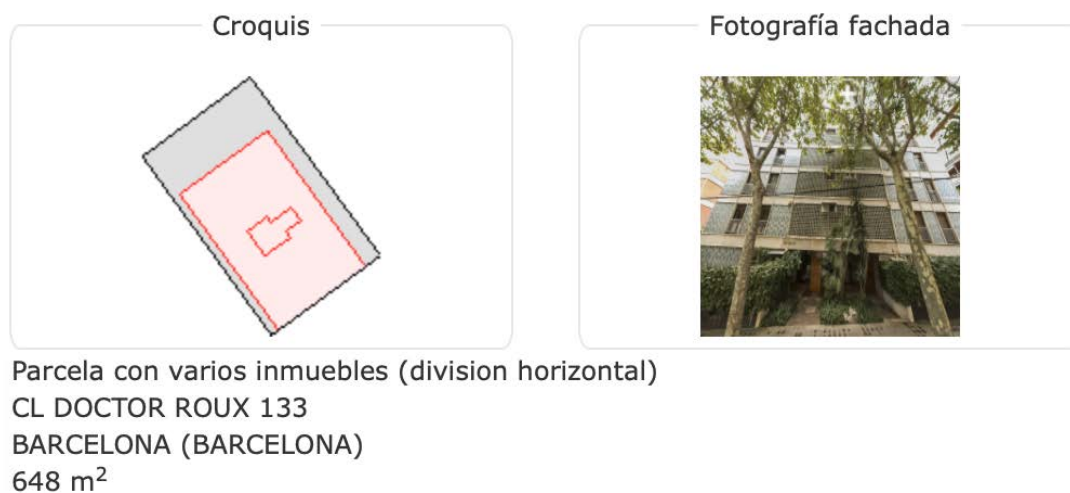 Croquis
Fotografía fachada
Parcela con varios inmuebles (division horizontal)
CL DOCTOR ROUX 133
BARCELONA (BARCELONA)
648 m²